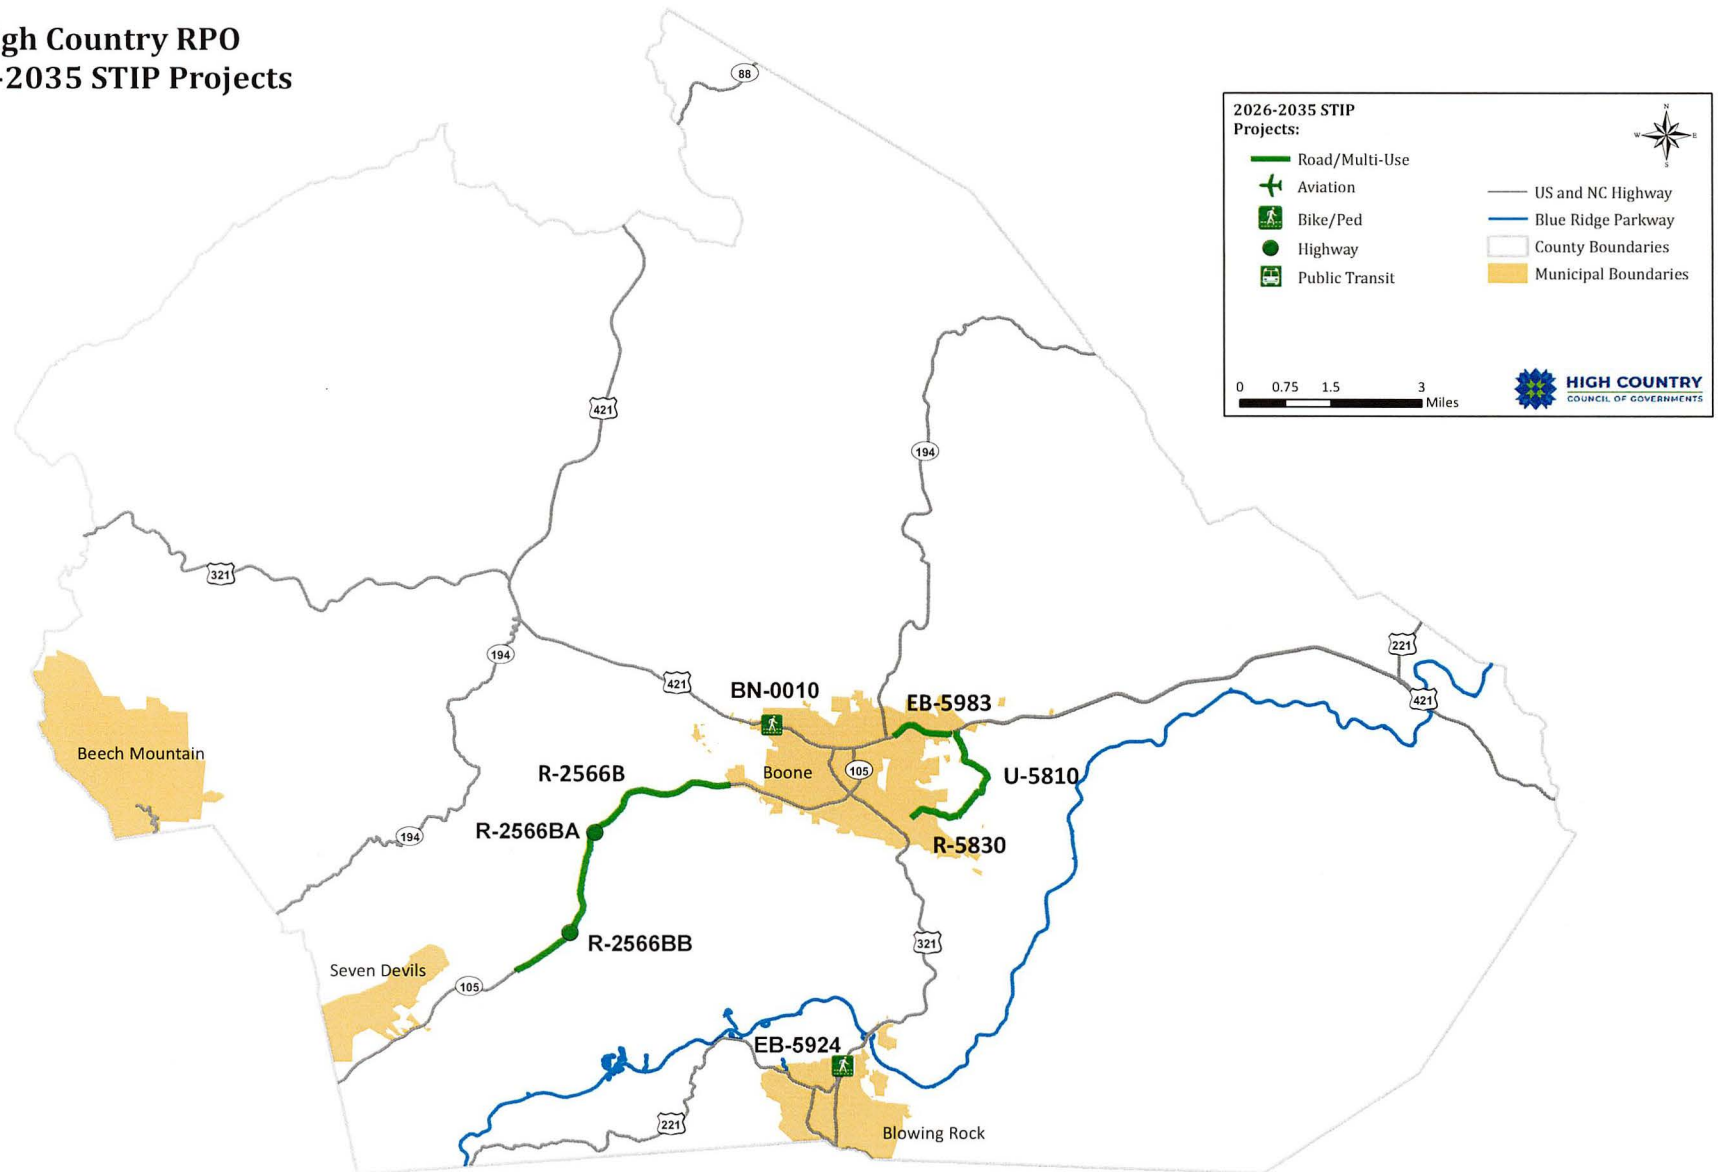 gh Country RPO
-2035 STIP Projects
88
2026-2035 STIP
Projects:
N
W
E
S
Road/Multi-Use
Aviation
Bike/Ped
Highway
Public Transit
US and NC Highway
Blue Ridge Parkway
County Boundaries
Municipal Boundaries
0 0.75 1.5 3
Miles
HIGH COUNTRY
COUNCIL OF GOVERNMENTS
421
194
321
194
421
221
421
BN-0010
EB-5983
Beech Mountain
R-2566B
Boone
105
U-5810
R-2566BA
194
R-5830
R-2566BB
321
Seven Devils
105
EB-5924
221
Blowing Rock